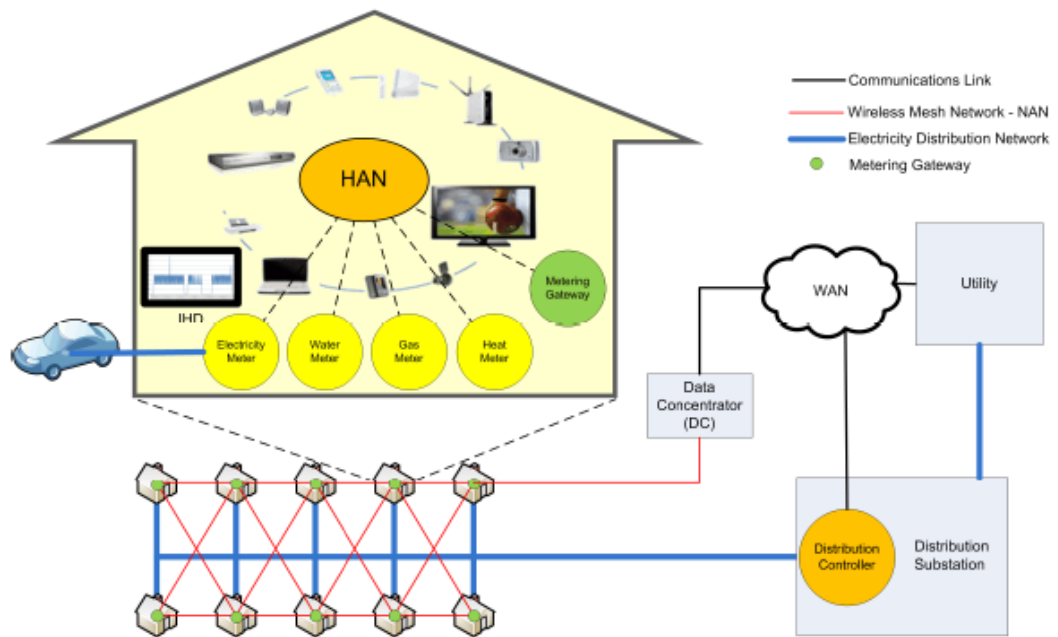 HAN
IHD
Electricity
Meter
Water
Meter
Gas
Meter
Heat
Meter
Metering
Gateway
Communications Link
Wireless Mesh Network - NAN
Electricity Distribution Network
Metering Gateway
WAN
Utility
Data
Concentrator
(DC)
Distribution
Controller
Distribution
Substation